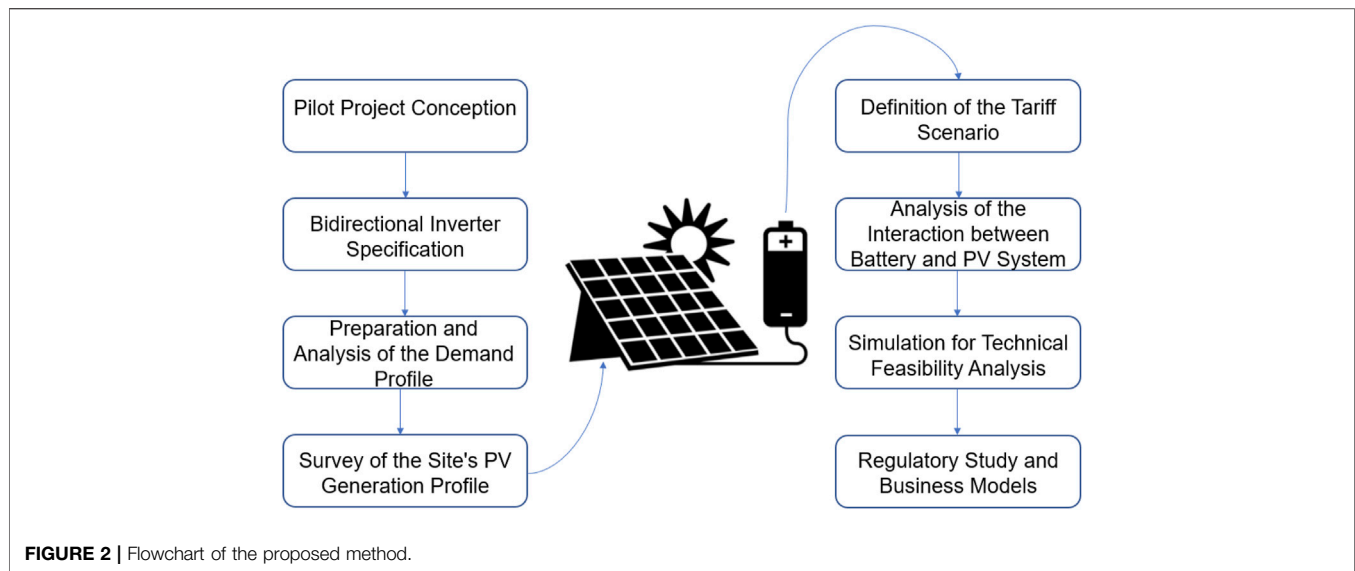 Pilot Project Conception
Bidirectional Inverter
Specification
Preparation and
Analysis of the Demand
Profile
Survey of the Site's PV
Generation Profile
+
-
Definition of the Tariff
Scenario
Analysis of the
Interaction between
Battery and PV System
Simulation for Technical
Feasibility Analysis
Regulatory Study and
Business Models
FIGURE 2 | Flowchart of the proposed method.